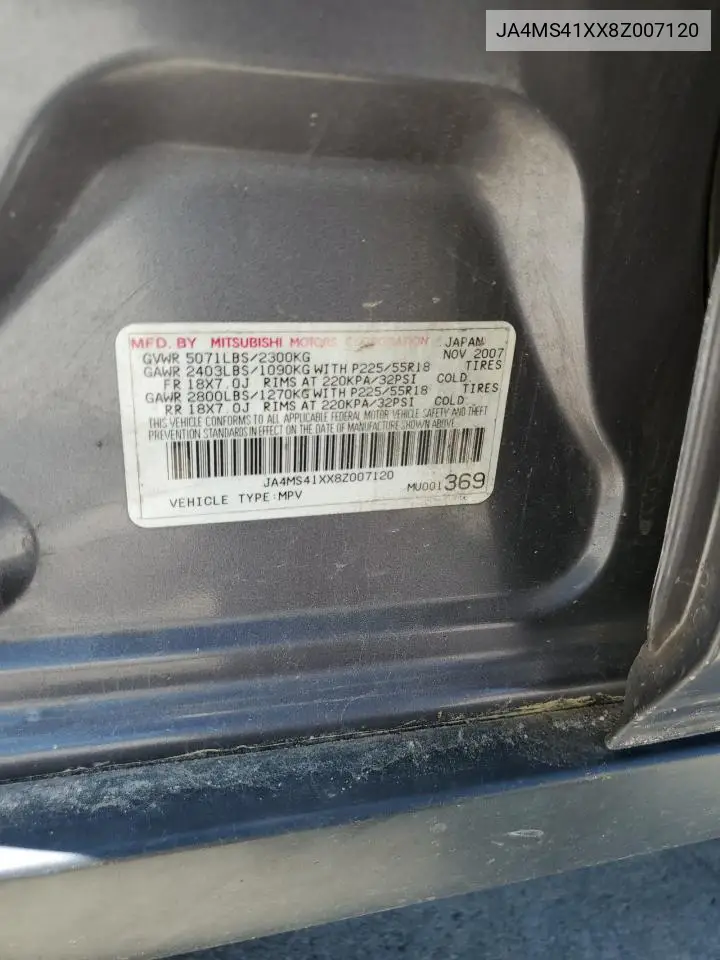 JA4MS41XX8Z007120
MFD. BY MITSUBISHI MOTORS CORPORATION JAPAN
GVWR 5071LBS/2300KG NOV 2007
GAWR 2403LBS/1090KG WITH P225/55R18 TIRES
FR 18X7.0J RIMS AT 220KPA/32PSI COLD.
GAWR 2800LBS/1270KG WITH P225/55R18 TIRES
RR 18X7.0J RIMS AT 220KPA/32PSI COLD.
THIS VEHICLE CONFORMS TO ALL APPLICABLE FEDERAL MOTOR VEHICLE SAFETY AND THEFT
PREVENTION STANDARDS IN EFFECT ON THE DATE OF MANUFACTURE SHOWN ABOVE.
JA4MS41XX8Z007120
VEHICLE TYPE:MPV MU001369